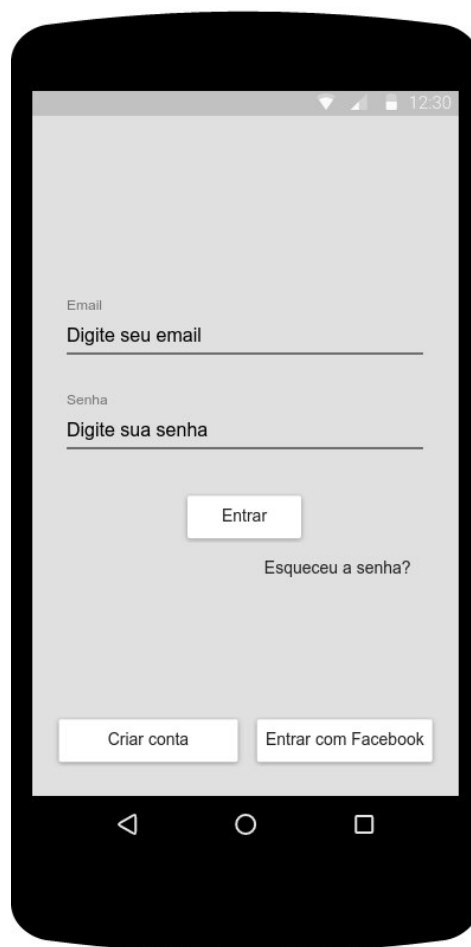 12:30
Email
Digite seu email
Senha
Digite sua senha
Entrar
Esqueceu a senha?
Criar conta
Entrar com Facebook